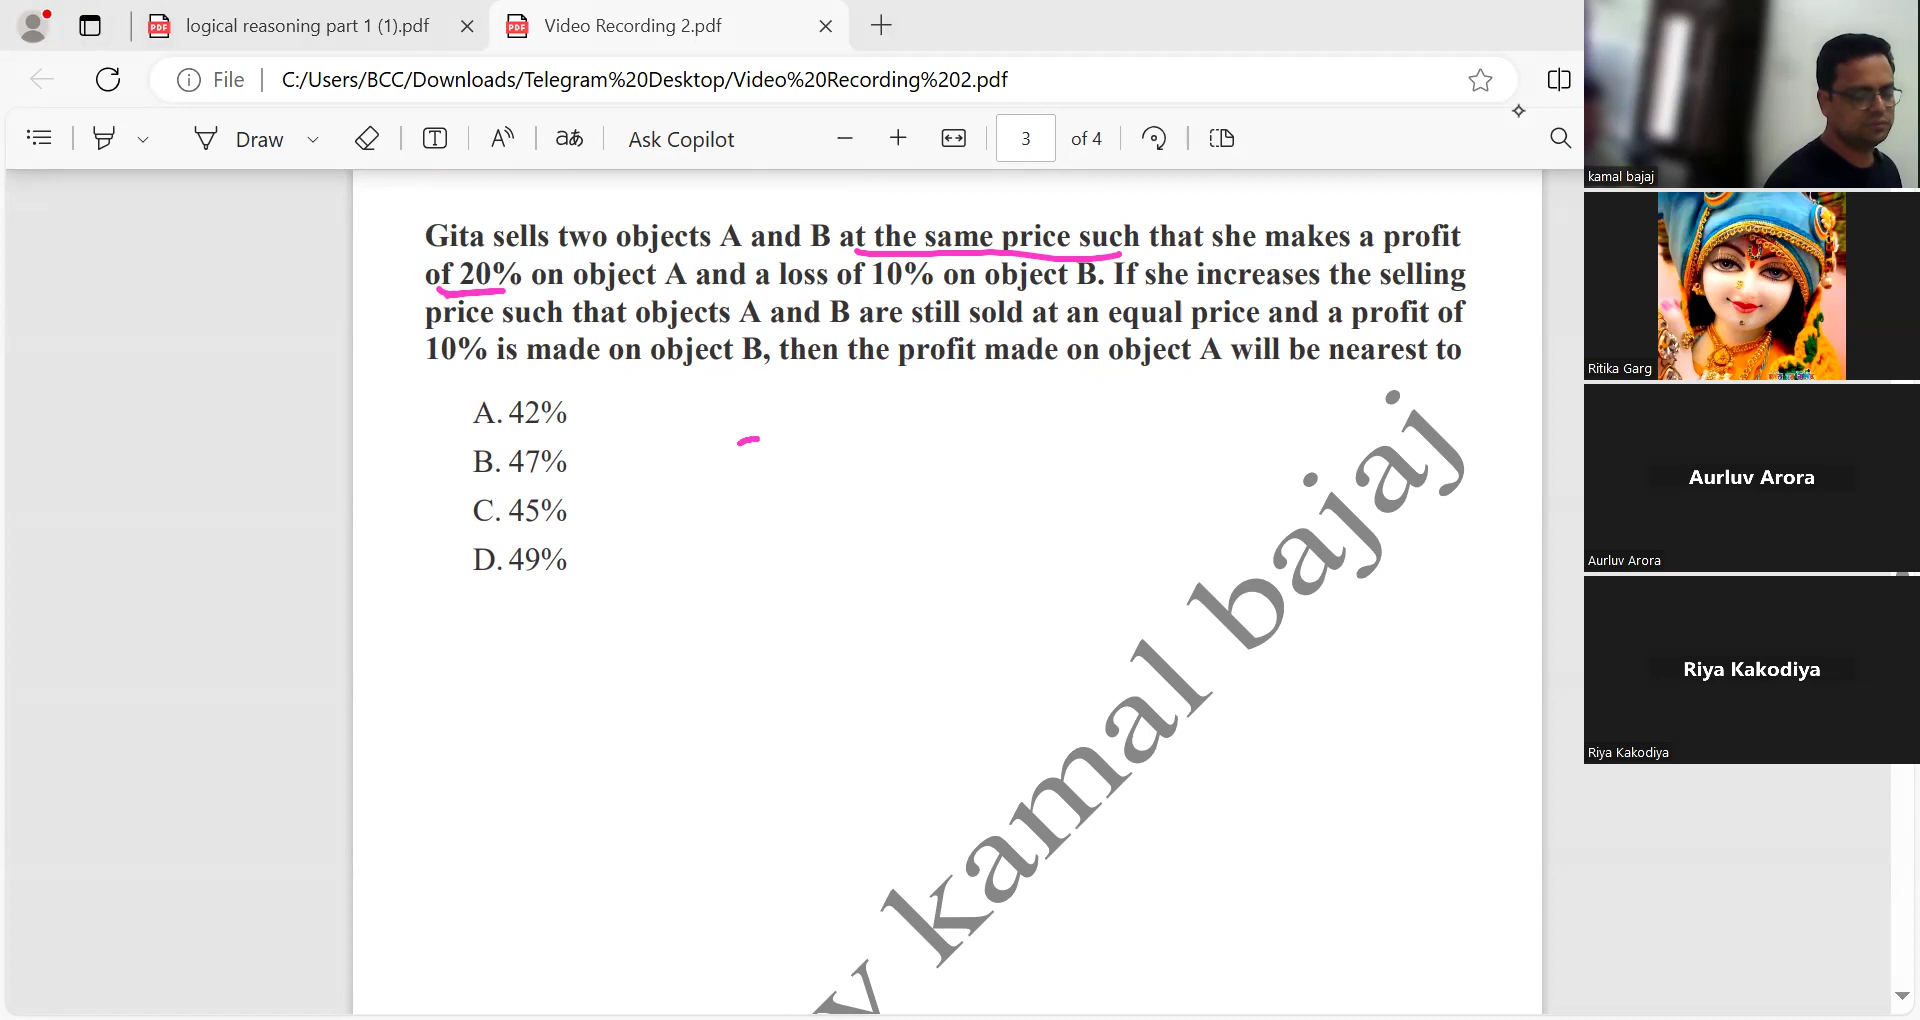 logical reasoning part 1 (1).pdf
Video Recording 2.pdf
File
C:/Users/BCC/Downloads/Telegram%20Desktop/Video%20Recording%202.pdf
Draw
Ask Copilot
3
of 4
Gita sells two objects A and B at the same price such that she makes a profit
of 20% on object A and a loss of 10% on object B. If she increases the selling
price such that objects A and B are still sold at an equal price and a profit of
10% is made on object B, then the profit made on object A will be nearest to
A. 42%
B. 47%
C. 45%
D. 49%
y kamal bajaj
kamal bajaj
Ritika Garg
Aurluv Arora
Aurluv Arora
Riya Kakodiya
Riya Kakodiya